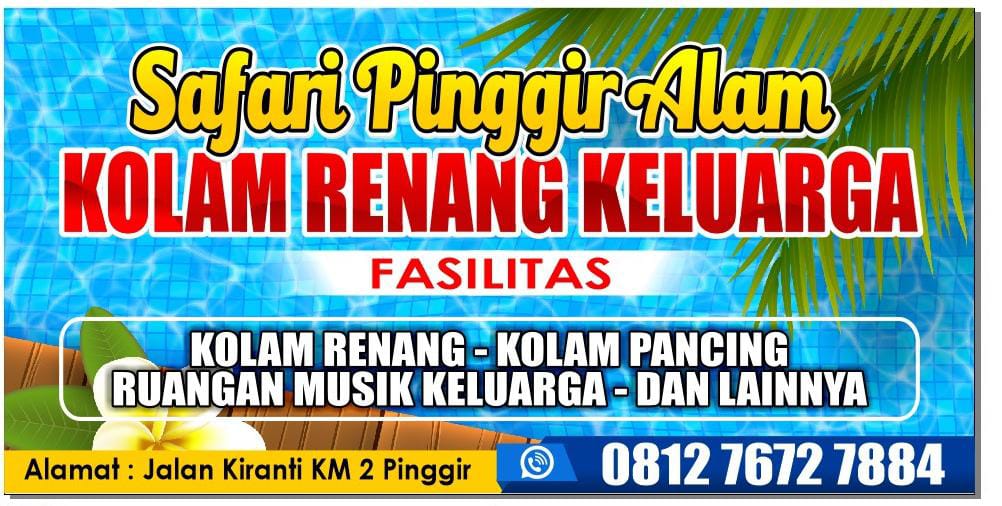 Safari Pinggir Alam
KOLAM RENANG KELUARGA
FASILITAS
KOLAM RENANG - KOLAM PANCING
RUANGAN MUSIK KELUARGA - DAN LAINNYA
Alamat : Jalan Kiranti KM 2 Pinggir
0812 7672 7884